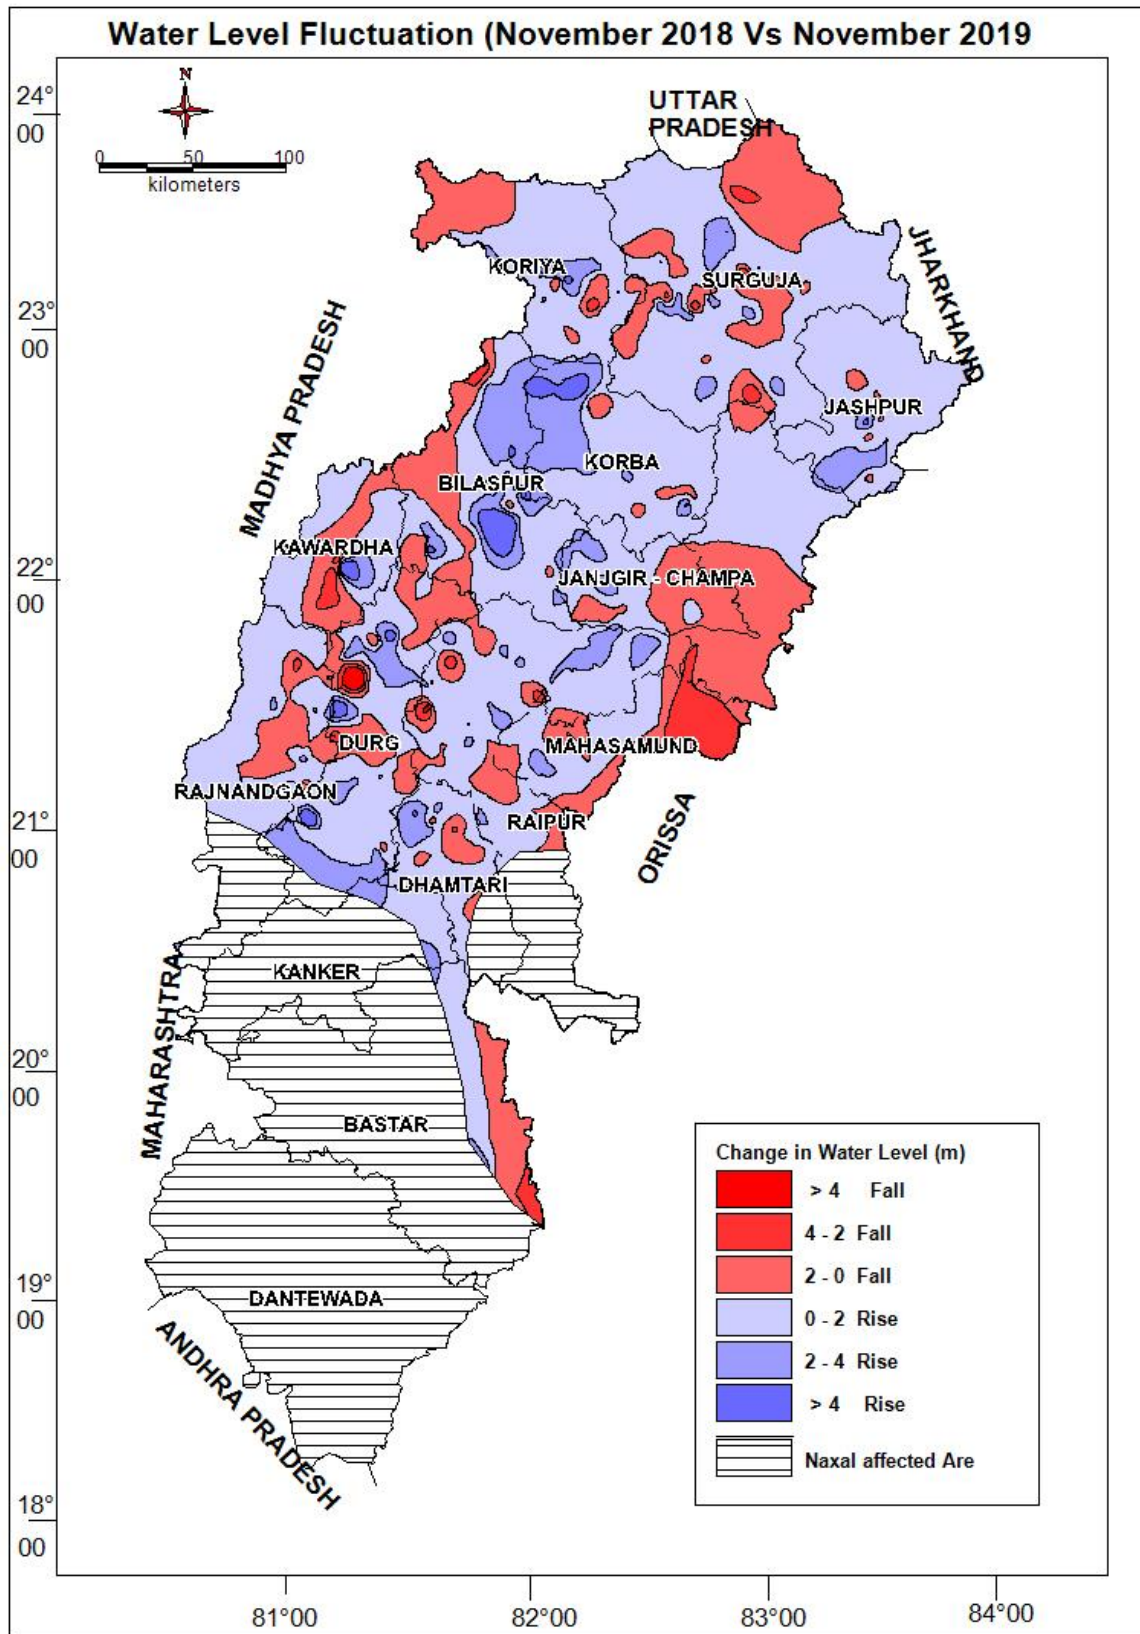 Water Level Fluctuation (November 2018 Vs November 2019
N
0 50 100
kilometers
24°
00
23°
00
22°
00
21°
00
20°
00
19°
00
18°
00
UTTAR
PRADESH
JHARKHAND
MADHYA PRADESH
ORISSA
MAHARASHTRA
ANDHRA PRADESH
KORIYA
SURGUJA
JASHPUR
KORBA
BILASPUR
KAWARDHA
JANJGIR - CHAMPA
DURG
MAHASAMUND
RAJNANDGAON
RAIPUR
DHAMTARI
KANKER
BASTAR
DANTEWADA
Change in Water Level (m)
> 4 Fall
4 - 2 Fall
2 - 0 Fall
0 - 2 Rise
2 - 4 Rise
> 4 Rise
Naxal affected Are
81°00 82°00 83°00 84°00